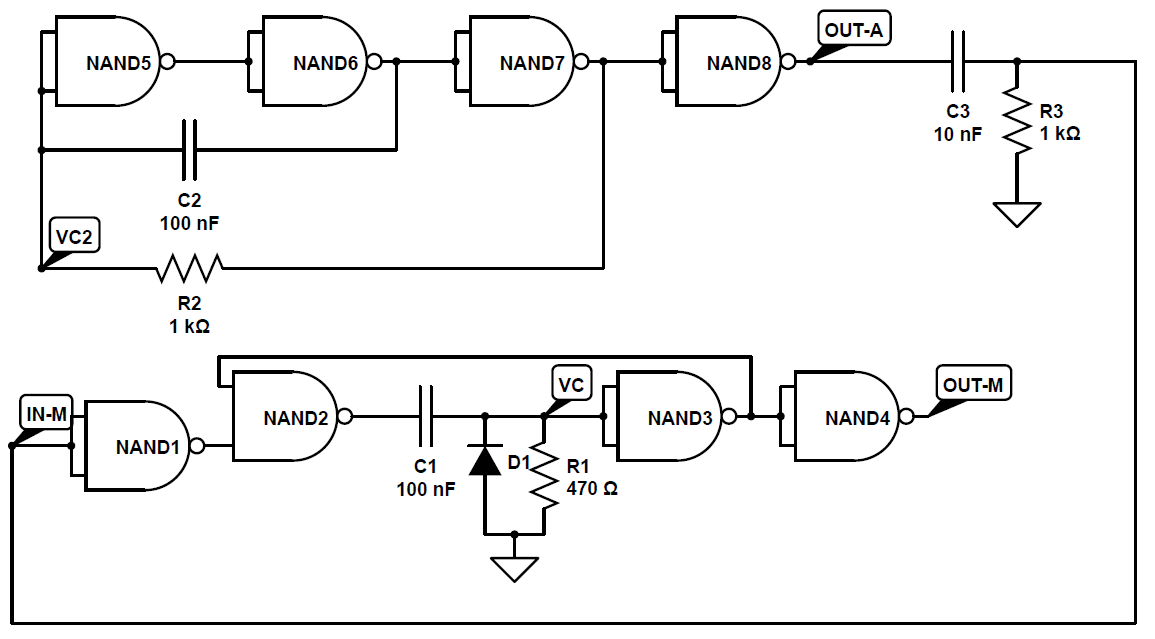 NAND5
NAND6
NAND7
NAND8
OUT-A
C3
10 nF
R3
1 kΩ
C2
100 nF
VC2
R2
1 kΩ
IN-M
NAND1
NAND2
C1
100 nF
D1
VC
R1
470 Ω
NAND3
NAND4
OUT-M